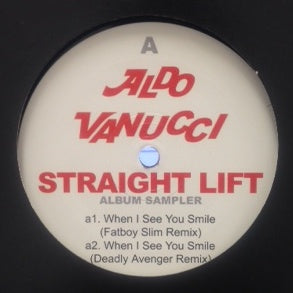 A
ALDO
VANUCCI
STRAIGHT LIFT
ALBUM SAMPLER
a1. When I See You Smile
(Fatboy Slim Remix)
a2. When I See You Smile
(Deadly Avenger Remix)